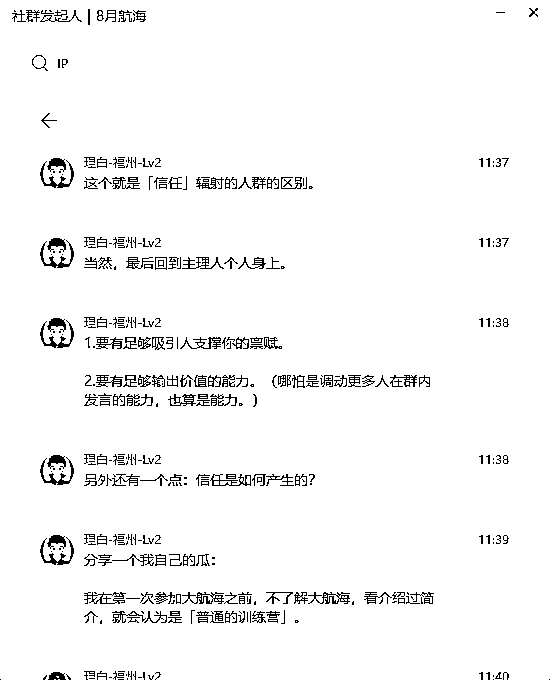 社群发起人 | 8月航海
IP
理白-福州-Lv2 11:37
这个就是「信任」辐射的人群的区别。
理白-福州-Lv2 11:37
当然，最后回到主理人个人身上。
理白-福州-Lv2 11:38
1.要有足够吸引人支撑你的禀赋。
2.要有足够输出价值的能力。（哪怕是调动更多人在群内
发言的能力，也算是能力。）
理白-福州-Lv2 11:38
另外还有一个点：信任是如何产生的？
理白-福州-Lv2 11:39
分享一个我自己的瓜：
我在第一次参加大航海之前，不了解大航海，看介绍过简
介，就会认为是「普通的训练营」。
理白-福州-Lv2 11:40